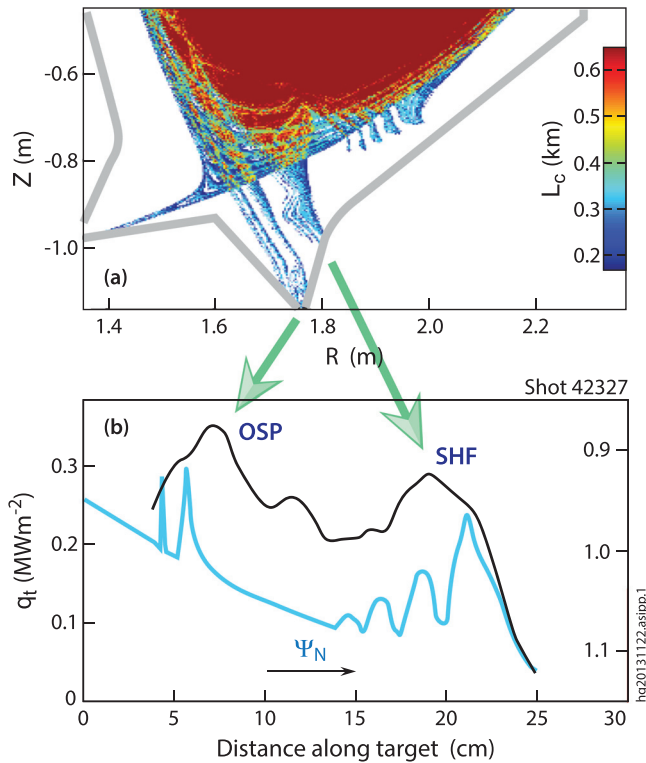 -0.6
-0.8
-1.0
Z (m)
(a)
1.4 1.6 1.8 2.0 2.2
R (m)
0.6
0.5
0.4
0.3
0.2
Lc (km)
Shot 42327
(b)
OSP
SHF
0.3
0.2
0.1
0
qt (MWm-2)
0.9
1.0
1.1
ΨN
0 5 10 15 20 25 30
Distance along target (cm)
hq20131122.asipp.1